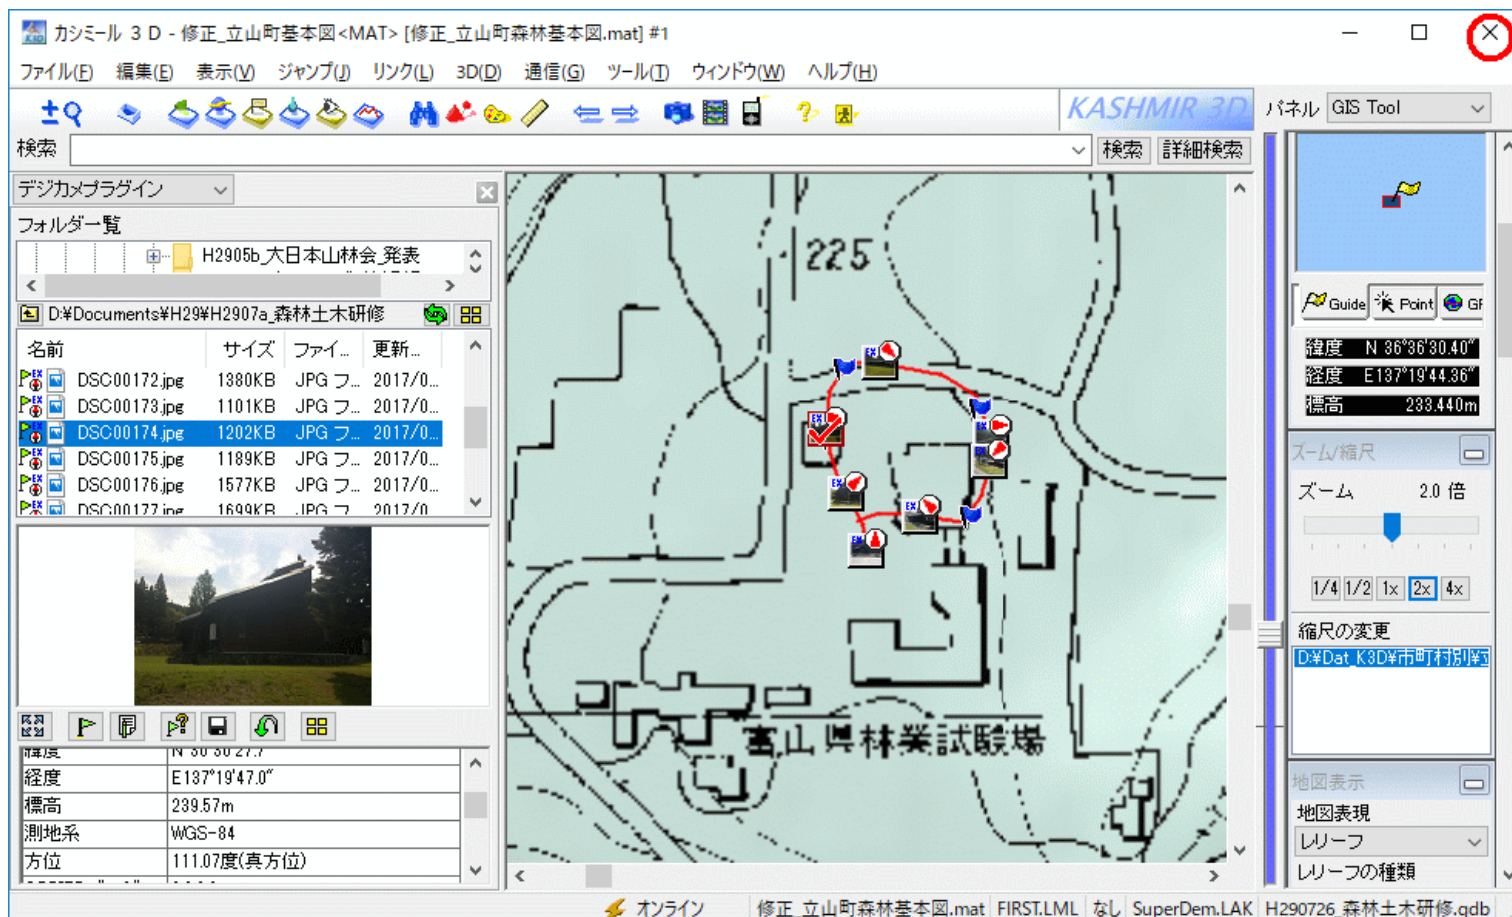 カシミール 3D - 修正_立山町基本図<MAT> [修正_立山町森林基本図.mat] #1
ファイル(F) 編集(E) 表示(V) ジャンプ(J) リンク(L) 3D(D) 通信(G) ツール(T) ウィンドウ(W) ヘルプ(H)
KASHMIR 3D
パネル GIS Tool
検索 検索 詳細検索
デジカメプラグイン
フォルダ一覧
H2905b_大日本山林会_発表
D:¥Documents¥H29¥H2907a_森林土木研修
名前 サイズ ファイ... 更新...
DSC00172.jpg 1380KB JPG フ... 2017/0...
DSC00173.jpg 1101KB JPG フ... 2017/0...
DSC00174.jpg 1202KB JPG フ... 2017/0...
DSC00175.jpg 1189KB JPG フ... 2017/0...
DSC00176.jpg 1577KB JPG フ... 2017/0...
DSC00177.jpg 1699KB JPG フ... 2017/0...
緯度
経度 E137°19'47.0"
標高 239.57m
測地系 WGS-84
方位 111.07度(真方位)
225
富山県林業試験場
Guide Point
緯度 N 36°36'30.40"
経度 E137°19'44.36"
標高 233.440m
ズーム/縮尺
ズーム 2.0 倍
1/4 1/2 1x 2x 4x
縮尺の変更
D:¥Dat_K3D¥市町村別¥立
地図表示
地図表現
レリーフ
レリーフの種類
オンライン 修正_立山町森林基本図.mat FIRST.LML なし SuperDem.LAK H290726_森林土木研修.gdb